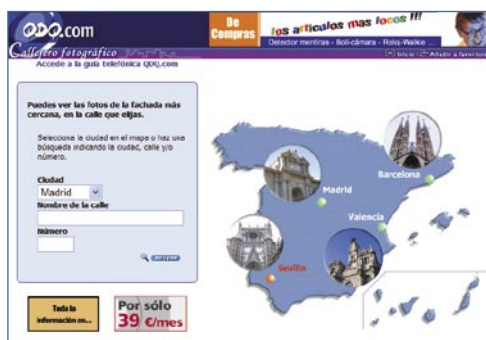 QDQ.com
De
Compras
los artículos mas locos !!!
Detector mentiras - Boli-cámara - Reloj-Walkie ...
Callejero fotográfico
Inicio
Añadir a favoritos
Accede a la guía telefónica QDQ.com
Puedes ver las fotos de la fachada más
cercana, en la calle que elijas.
Selecciona la ciudad en el mapa o haz una
búsqueda indicando la ciudad, calle y/o
número.
Ciudad
Madrid
Nombre de la calle
Número
Barcelona
Madrid
Valencia
Sevilla
Toda la
información en...
Por sólo
39 €/mes